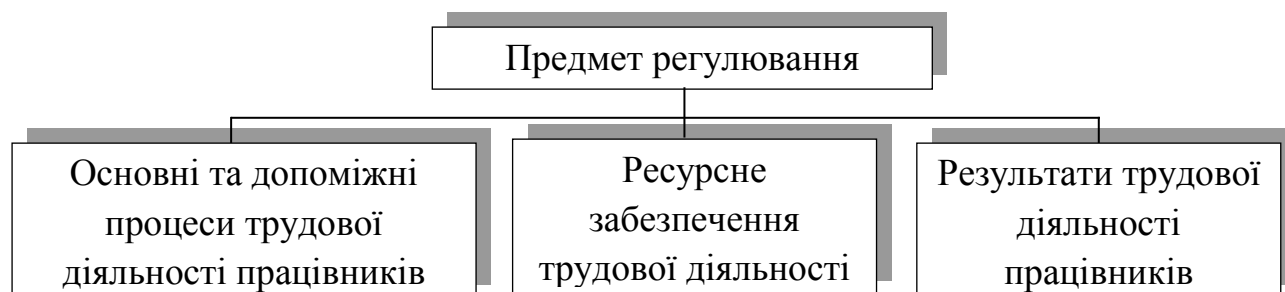 Предмет регулювання
Основні та допоміжні
процеси трудової
діяльності працівників
Ресурсне
забезпечення
трудової діяльності
Результати трудової
діяльності
працівників